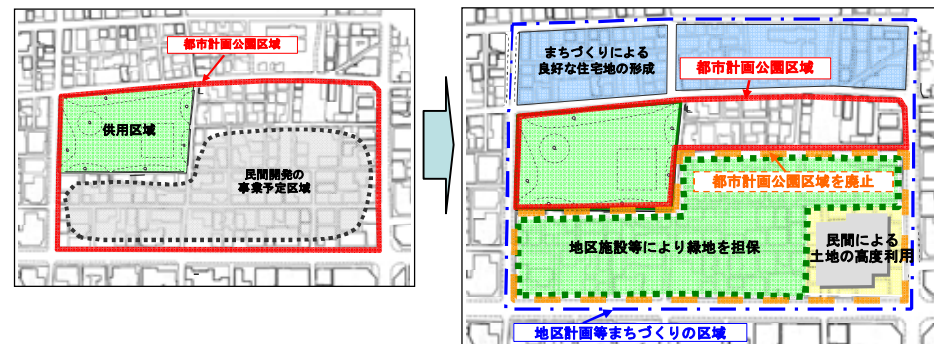 都市計画公園区域
供用区域
民間開発の
事業予定区域
まちづくりによる
良好な住宅地の形成
都市計画公園区域
都市計画公園区域を廃止
地区施設等により緑地を担保
民間による
土地の高度利用
地区計画等まちづくりの区域